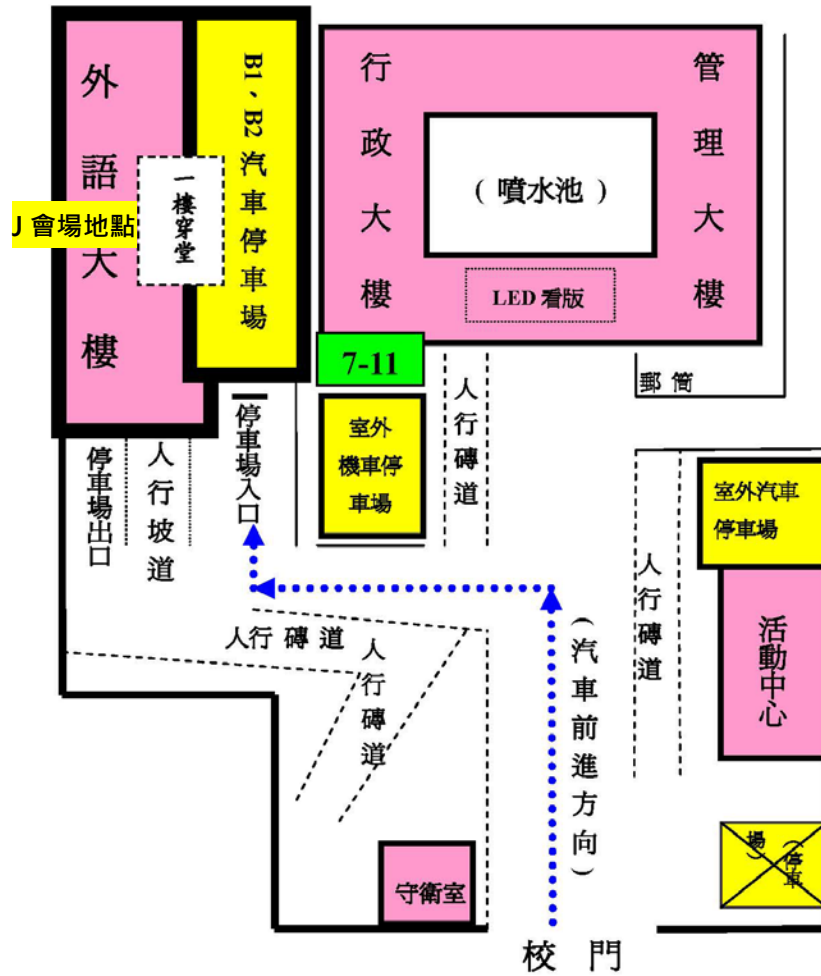 外語大樓
B1、B2汽車停車場
一樓穿堂
J 會場地點
行政大樓
管理大樓
( 噴水池 )
LED 看版
7-11
室外
機車停
車場
人行磚道
郵筒
停車場出口
人行坡道
停車場入口
室外汽車
停車場
人行磚道
活動中心
人行磚道
人行磚道
(汽車前進方向)
(停車
場)
守衛室
校門